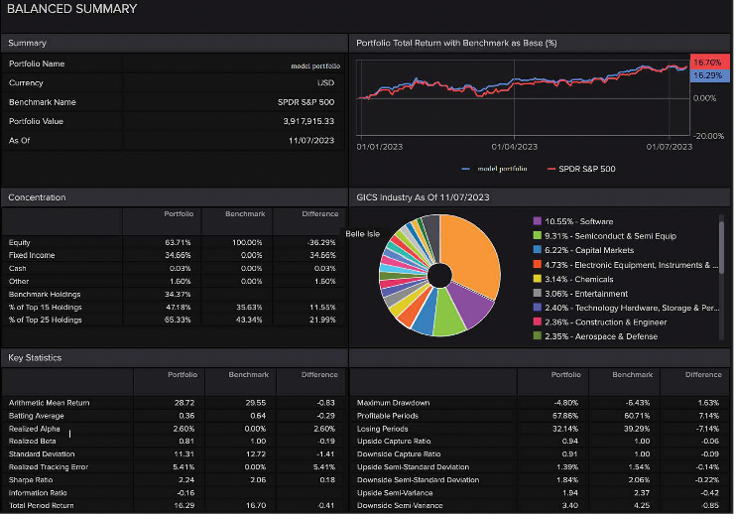 BALANCED SUMMARY
Summary
Portfolio Name model portfolio
Currency USD
Benchmark Name SPDR S&P 500
Portfolio Value 3,917,915.33
As Of 11/07/2023
Portfolio Total Return with Benchmark as Base (%)
16.70%
16.29%
0.00%
-20.00%
01/01/2023 01/04/2023 01/07/2023
model portfolio SPDR S&P 500
Concentration
Portfolio Benchmark Difference
Equity 63.71% 100.00% -36.29%
Fixed Income 34.66% 0.00% 34.66%
Cash 0.03% 0.00% 0.03%
Other 1.60% 0.00% 1.60%
Benchmark Holdings 34.37%
% of Top 15 Holdings 47.18% 35.63% 11.55%
% of Top 25 Holdings 65.33% 43.34% 21.99%
GICS Industry As Of 11/07/2023
Belle Isle
10.55% - Software
9.31% - Semiconduct & Semi Equip
6.22% - Capital Markets
4.73% - Electronic Equipment, Instruments & ...
3.14% - Chemicals
3.06% - Entertainment
2.40% - Technology Hardware, Storage & Per...
2.36% - Construction & Engineer
2.35% - Aerospace & Defense
Key Statistics
Portfolio Benchmark Difference
Arithmetic Mean Return 28.72 29.55 -0.83
Batting Average 0.36 0.64 -0.29
Realized Alpha 2.60% 0.00% 2.60%
Realized Beta 0.81 1.00 -0.19
Standard Deviation 11.31 12.72 -1.41
Realized Tracking Error 5.41% 0.00% 5.41%
Sharpe Ratio 2.24 2.06 0.18
Information Ratio -0.16
Total Period Return 16.29 16.70 -0.41
Portfolio Benchmark Difference
Maximum Drawdown -4.80% -6.43% 1.63%
Profitable Periods 67.86% 60.71% 7.14%
Losing Periods 32.14% 39.29% -7.14%
Upside Capture Ratio 0.94 1.00 -0.06
Downside Capture Ratio 0.91 1.00 -0.09
Upside Semi-Standard Deviation 1.39% 1.54% -0.14%
Downside Semi-Standard Deviation 1.84% 2.06% -0.22%
Upside Semi-Variance 1.94 2.37 -0.42
Downside Semi-Variance 3.40 4.25 -0.85